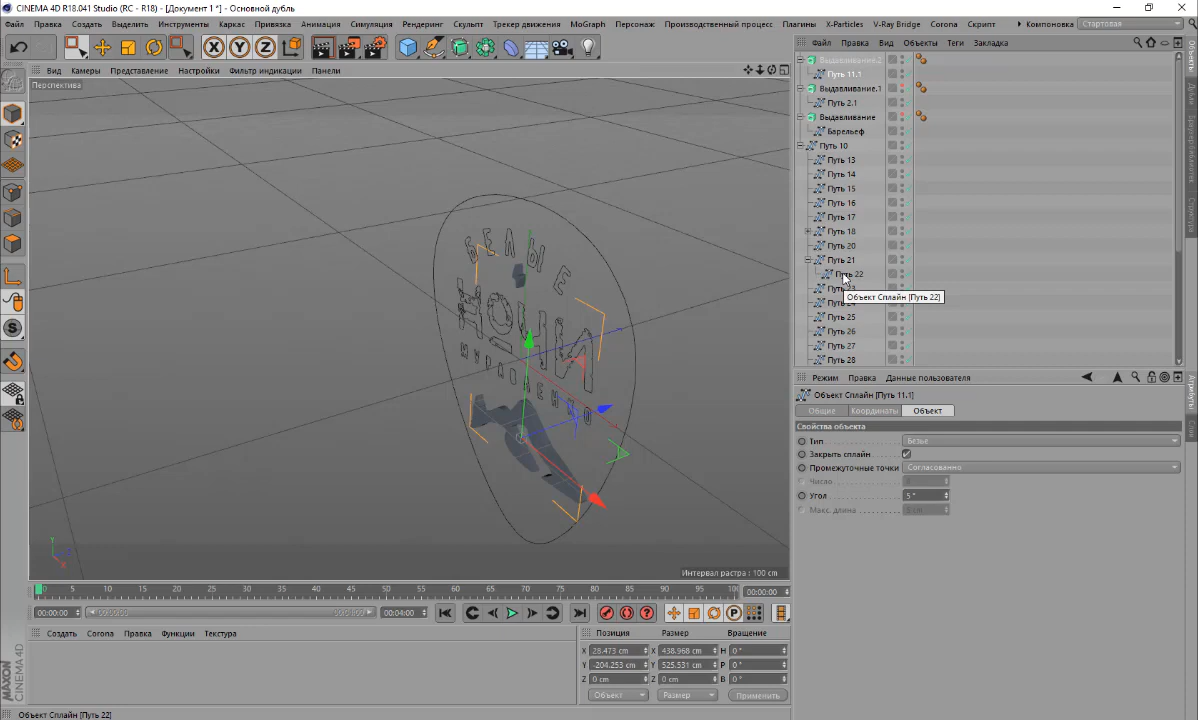 CINEMA 4D R18.041 Studio (RC - R18) - [Документ 1 *] - Основной дубль
Файл Правка Создать Выделить Инструменты Каркас Привязка Анимация Симуляция Рендеринг Скульпт Трекер движения MoGraph Персонаж Производственный процесс Плагины X-Particles V-Ray Bridge Corona Скрипт Компоновка Стартовая
X Y Z
Файл Правка Вид Объекты Теги Закладка
Вид Камеры Представление Настройки Фильтр индикации Панели
Перспектива
Выдавливание.2
Путь 11.1
Выдавливание.1
Путь 2.1
Выдавливание
Барельеф
Путь 10
Путь 13
Путь 14
Путь 15
Путь 16
Путь 17
Путь 18
Путь 20
Путь 21
Путь 22
Объект Сплайн [Путь 22]
Путь 25
Путь 26
Путь 27
Путь 28
БЕЛЫЕ
НОЧИ
Режим Правка Данные пользователя
Объект Сплайн [Путь 11.1]
Общие Координаты Объект
Свойства объекта
Тип Безье
Закрыть сплайн
Промежуточные точки Согласованно
Число
Угол 5 °
Макс. длина 5 cm
Интервал растра : 100 cm
0 5 10 15 20 25 30 35 40 45 50 55 60 65 70 75 80 85 90 95 00:00:00
00:00:00 00:04:00
Создать Corona Правка Функции Текстура
Позиция Размер Вращение
X 28.473 cm X 438.968 cm H 0 °
Y -204.253 cm Y 525.531 cm P 0 °
Z 0 cm Z 0 cm B 0 °
Объект Размер Применить
MAXON
CINEMA 4D
Объект Сплайн [Путь 22]